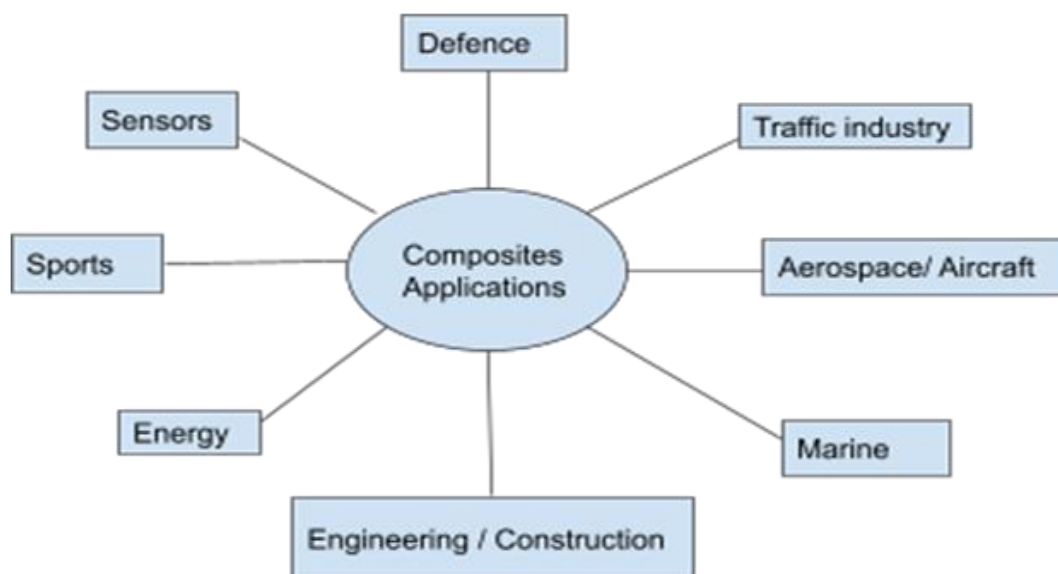 Defence
Sensors
Traffic industry
Sports
Composites
Applications
Aerospace/ Aircraft
Energy
Marine
Engineering / Construction